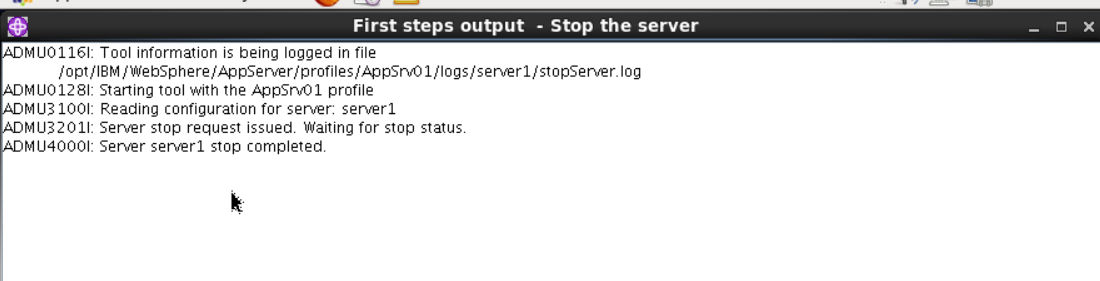 First steps output - Stop the server
ADMU0116I: Tool information is being logged in file
/opt/IBM/WebSphere/AppServer/profiles/AppSrv01/logs/server1/stopServer.log
ADMU0128I: Starting tool with the AppSrv01 profile
ADMU3100I: Reading configuration for server: server1
ADMU3201I: Server stop request issued. Waiting for stop status.
ADMU4000I: Server server1 stop completed.